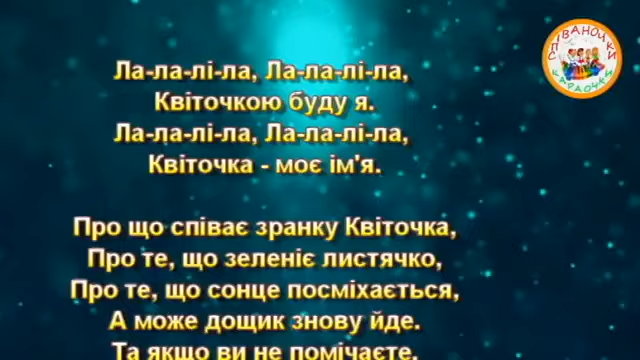 СПІВАНОЧКИ
КАРАОЧКИ
Ла-ла-лі-ла, Ла-ла-лі-ла,
Квіточкою буду я.
Ла-ла-лі-ла, Ла-ла-лі-ла,
Квіточка - моє ім'я.
Про що співає зранку Квіточка,
Про те, що зеленіє листячко,
Про те, що сонце посміхається,
А може дощик знову йде.
Та якщо ви не помічаєте,